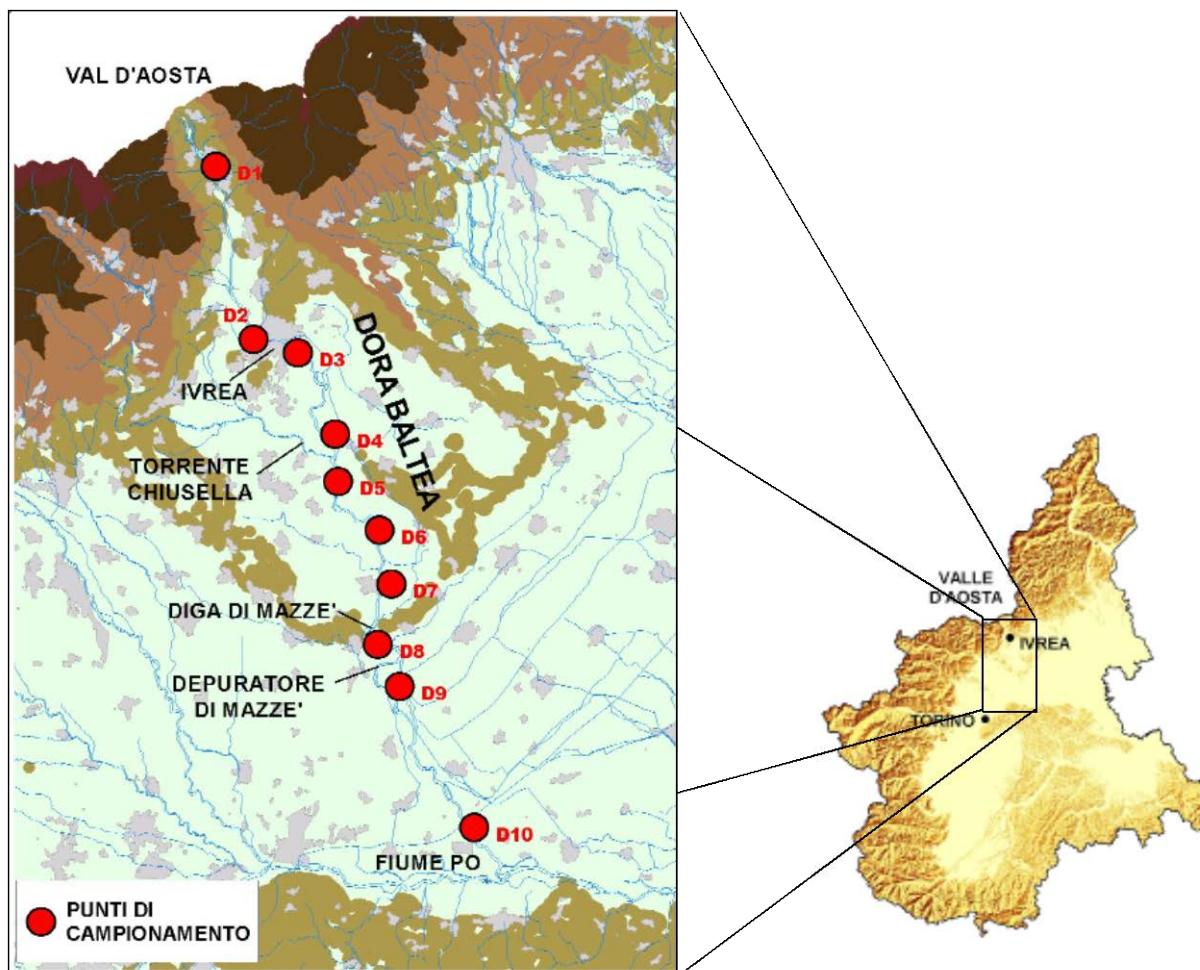 VAL D'AOSTA
D1
D2
D3
IVREA
DORA BALTEA
D4
TORRENTE
CHIUSELLA
D5
D6
D7
DIGA DI MAZZE'
D8
DEPURATORE
DI MAZZE'
D9
D10
FIUME PO
PUNTI DI
CAMPIONAMENTO
VALLE
D'AOSTA
IVREA
TORINO